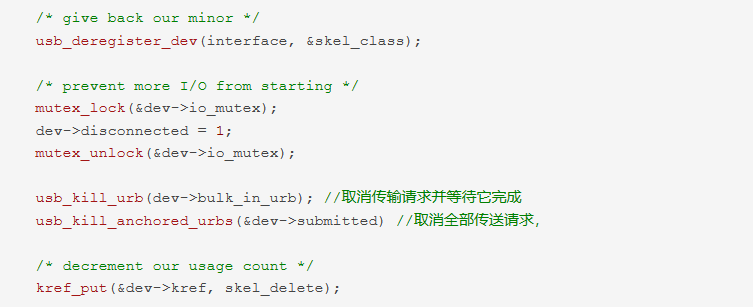 /* give back our minor */
usb_deregister_dev(interface, &skel_class);
/* prevent more I/O from starting */
mutex_lock(&dev->io_mutex);
dev->disconnected = 1;
mutex_unlock(&dev->io_mutex);
usb_kill_urb(dev->bulk_in_urb); //取消传输请求并等待它完成
usb_kill_anchored_urbs(&dev->submitted) //取消全部传送请求,
/* decrement our usage count */
kref_put(&dev->kref, skel_delete);